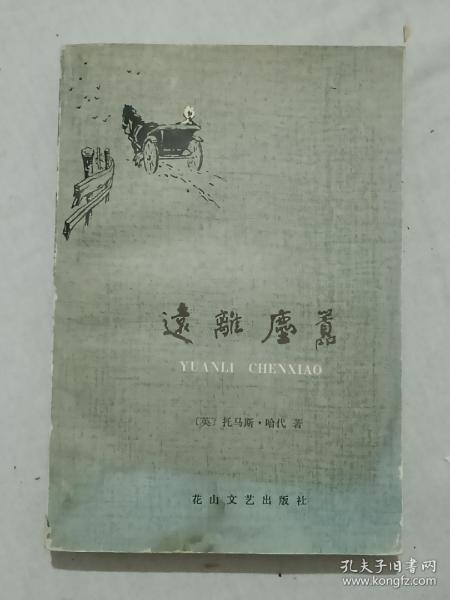 遠離塵囂
YUANLI CHENXIAO
〔英〕托马斯·哈代 著
花山文艺出版社
孔夫子旧书网
www.kongfz.com